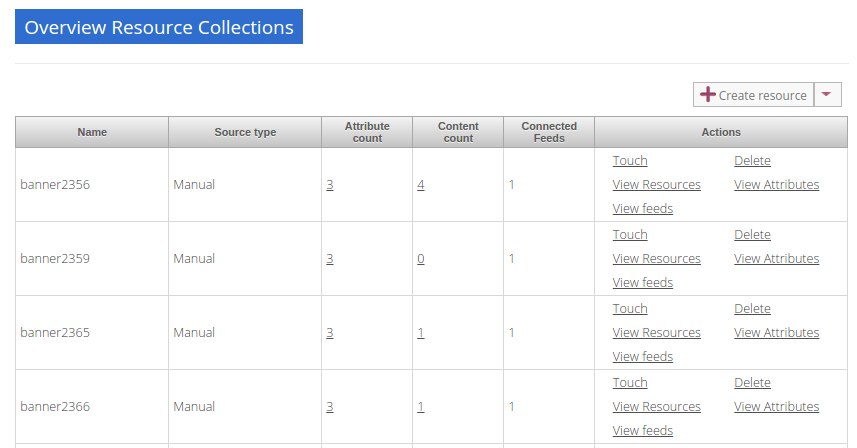 Overview Resource Collections
Create resource
Name Source type Attribute count Content count Connected Feeds Actions
banner2356 Manual 3 4 1 Touch Delete
View Resources View Attributes
View feeds
banner2359 Manual 3 0 1 Touch Delete
View Resources View Attributes
View feeds
banner2365 Manual 3 1 1 Touch Delete
View Resources View Attributes
View feeds
banner2366 Manual 3 1 1 Touch Delete
View Resources View Attributes
View feeds